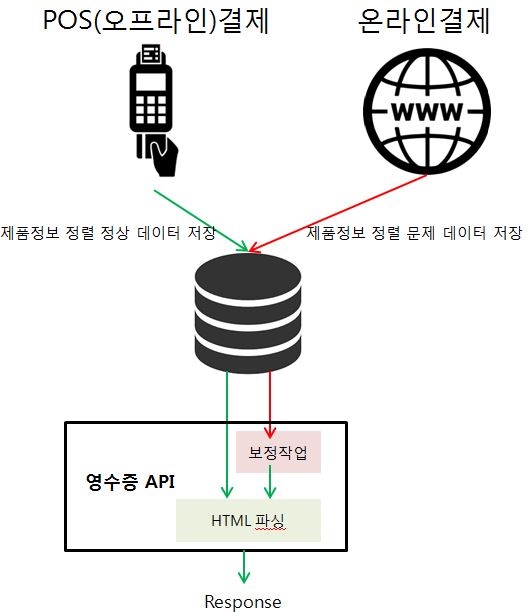 POS(오프라인)결제
온라인결제
WWW
제품정보 정렬 정상 데이터 저장
제품정보 정렬 문제 데이터 저장
보정작업
영수증 API
HTML 파싱
Response